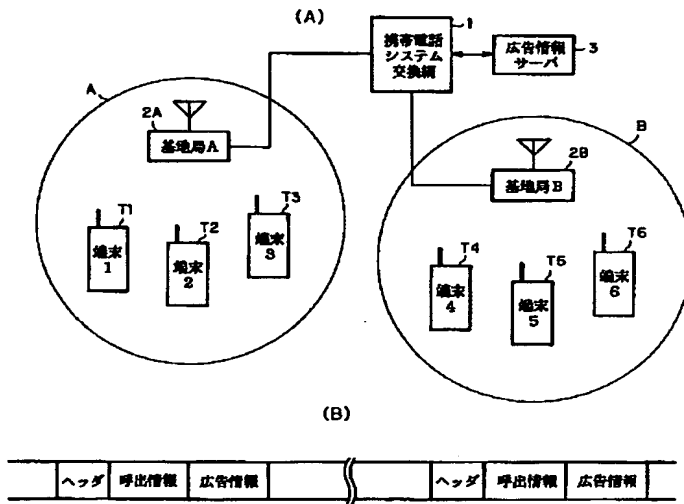 (A)
1
携帯電話
システム
交換網
広告情報
サーバ
3
A
2A
基地局A
B
2B
基地局B
T1
端末
1
T2
端末
2
T3
端末
3
T4
端末
4
T5
端末
5
T6
端末
6
(B)
ヘッダ 呼出情報 広告情報 ヘッダ 呼出情報 広告情報